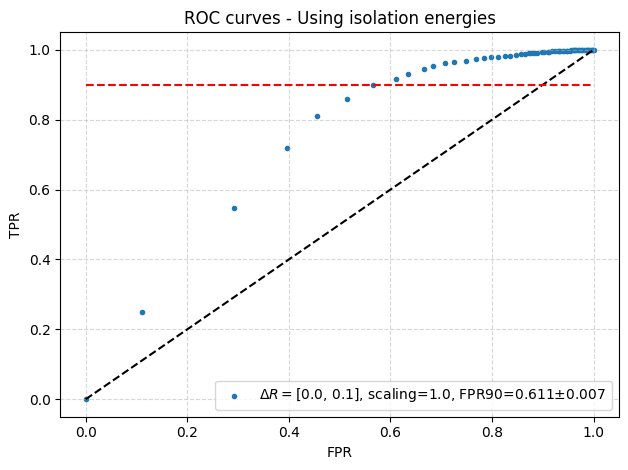 ROC curves - Using isolation energies
TPR
1.0
0.8
0.6
0.4
0.2
0.0
ΔR = [0.0, 0.1], scaling=1.0, FPR90=0.611±0.007
0.0 0.2 0.4 0.6 0.8 1.0
FPR